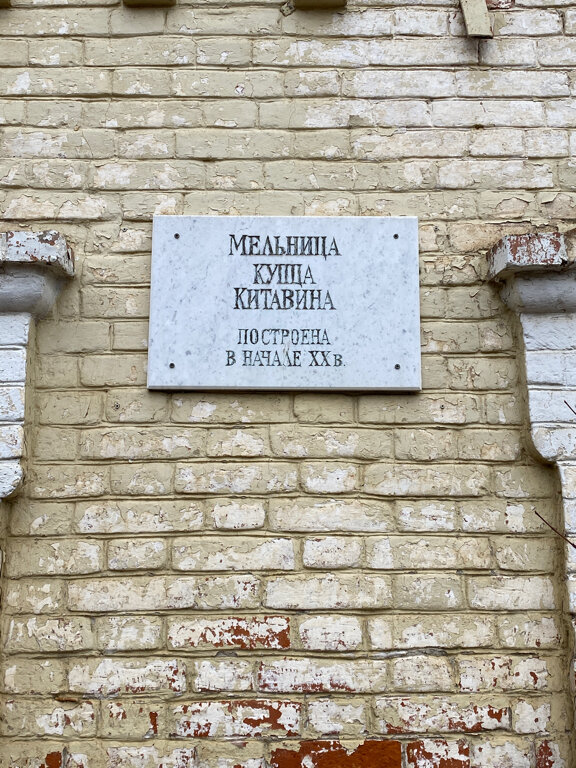 МЕЛЬНИЦА
КУПЦА
КИТАВИНА
ПОСТРОЕНА
В НАЧАЛЕ XX В.